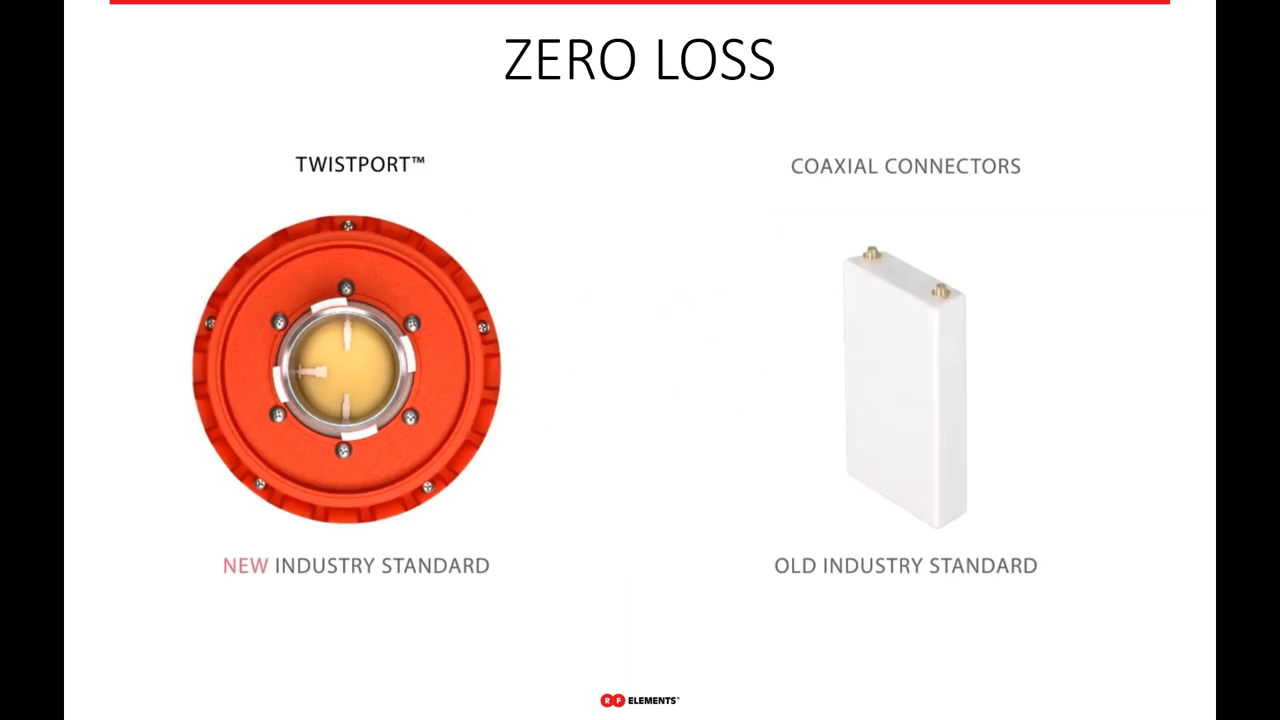 ZERO LOSS
TWISTPORT™
COAXIAL CONNECTORS
NEW INDUSTRY STANDARD
OLD INDUSTRY STANDARD
RF ELEMENTS®